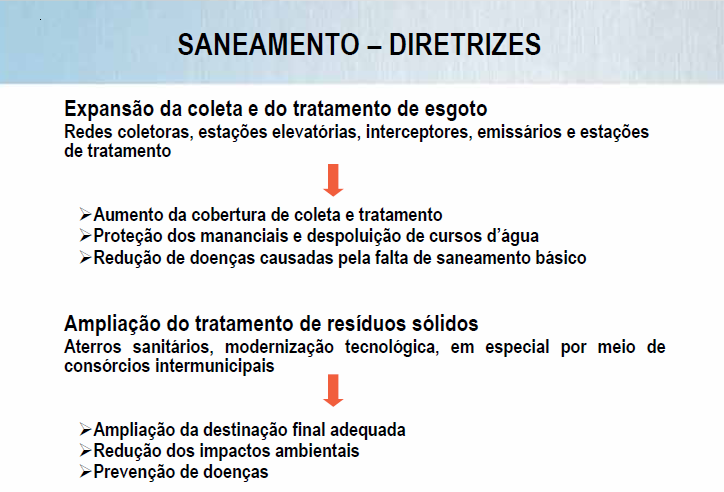 SANEAMENTO – DIRETRIZES
Expansão da coleta e do tratamento de esgoto
Redes coletoras, estações elevatórias, interceptores, emissários e estações
de tratamento
➢Aumento da cobertura de coleta e tratamento
➢Proteção dos mananciais e despoluição de cursos d’água
➢Redução de doenças causadas pela falta de saneamento básico
Ampliação do tratamento de resíduos sólidos
Aterros sanitários, modernização tecnológica, em especial por meio de
consórcios intermunicipais
➢Ampliação da destinação final adequada
➢Redução dos impactos ambientais
➢Prevenção de doenças